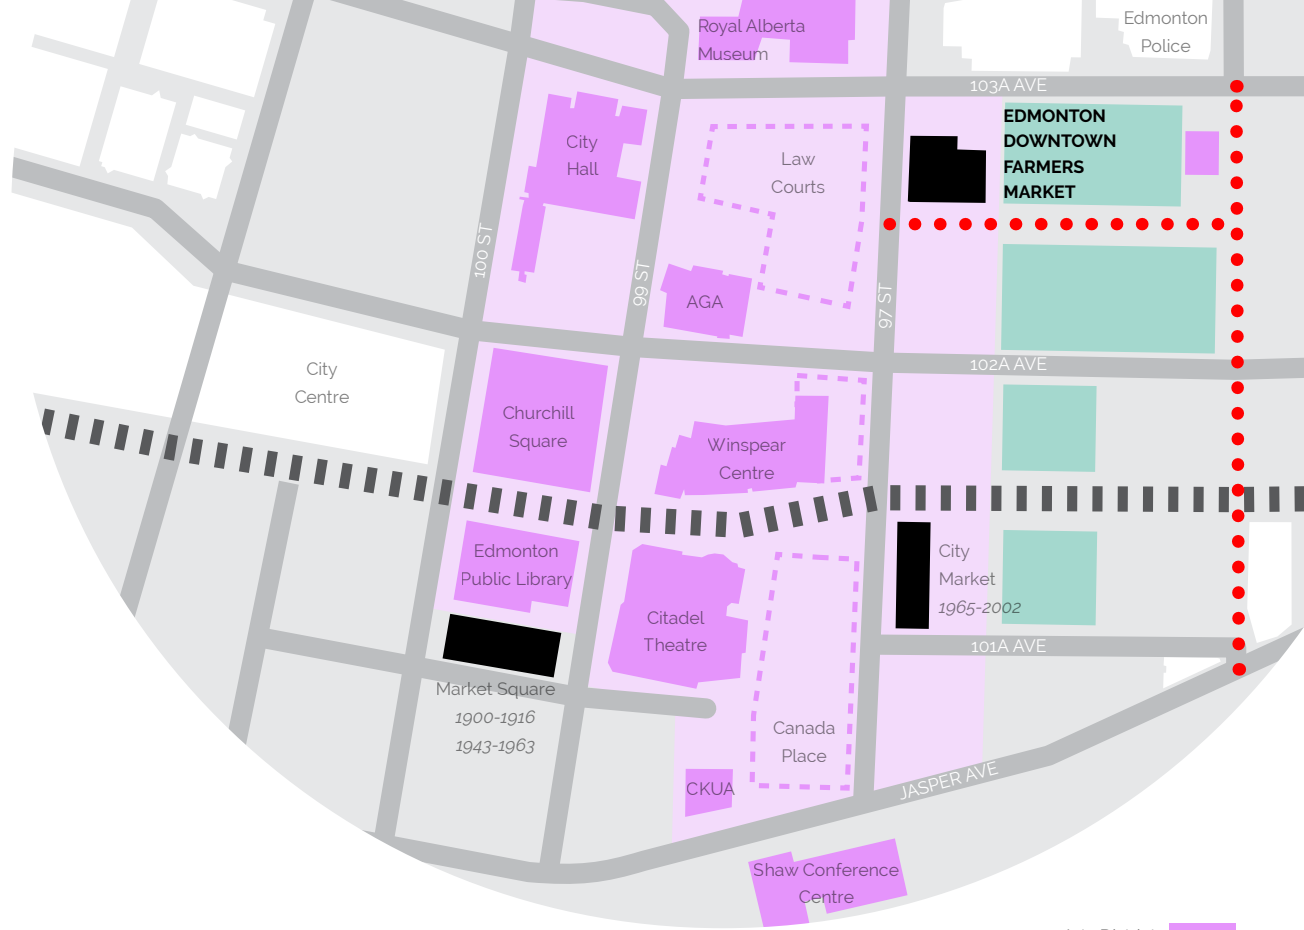 Royal Alberta
Museum
Edmonton
Police
103A AVE
City
Hall
Law
Courts
EDMONTON
DOWNTOWN
FARMERS
MARKET
100 ST
99 ST
97 ST
AGA
102A AVE
City
Centre
Churchill
Square
Winspear
Centre
Edmonton
Public Library
City
Market
1965-2002
Citadel
Theatre
101A AVE
Market Square
1900-1916
1943-1963
Canada
Place
CKUA
JASPER AVE
Shaw Conference
Centre